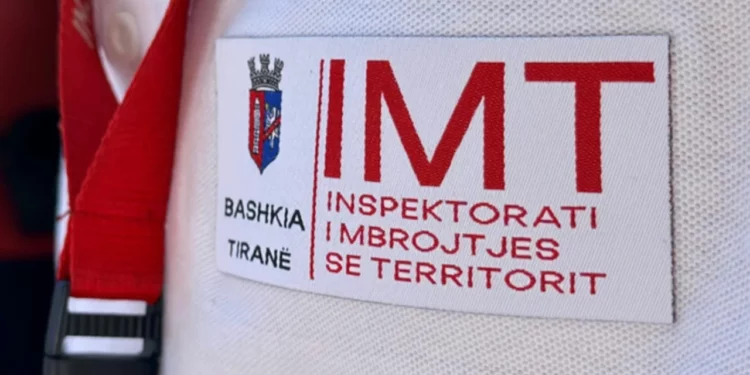 BASHKIA
TIRANË
IMT
INSPEKTORATI
I MBROJTJES
SE TERRITORIT